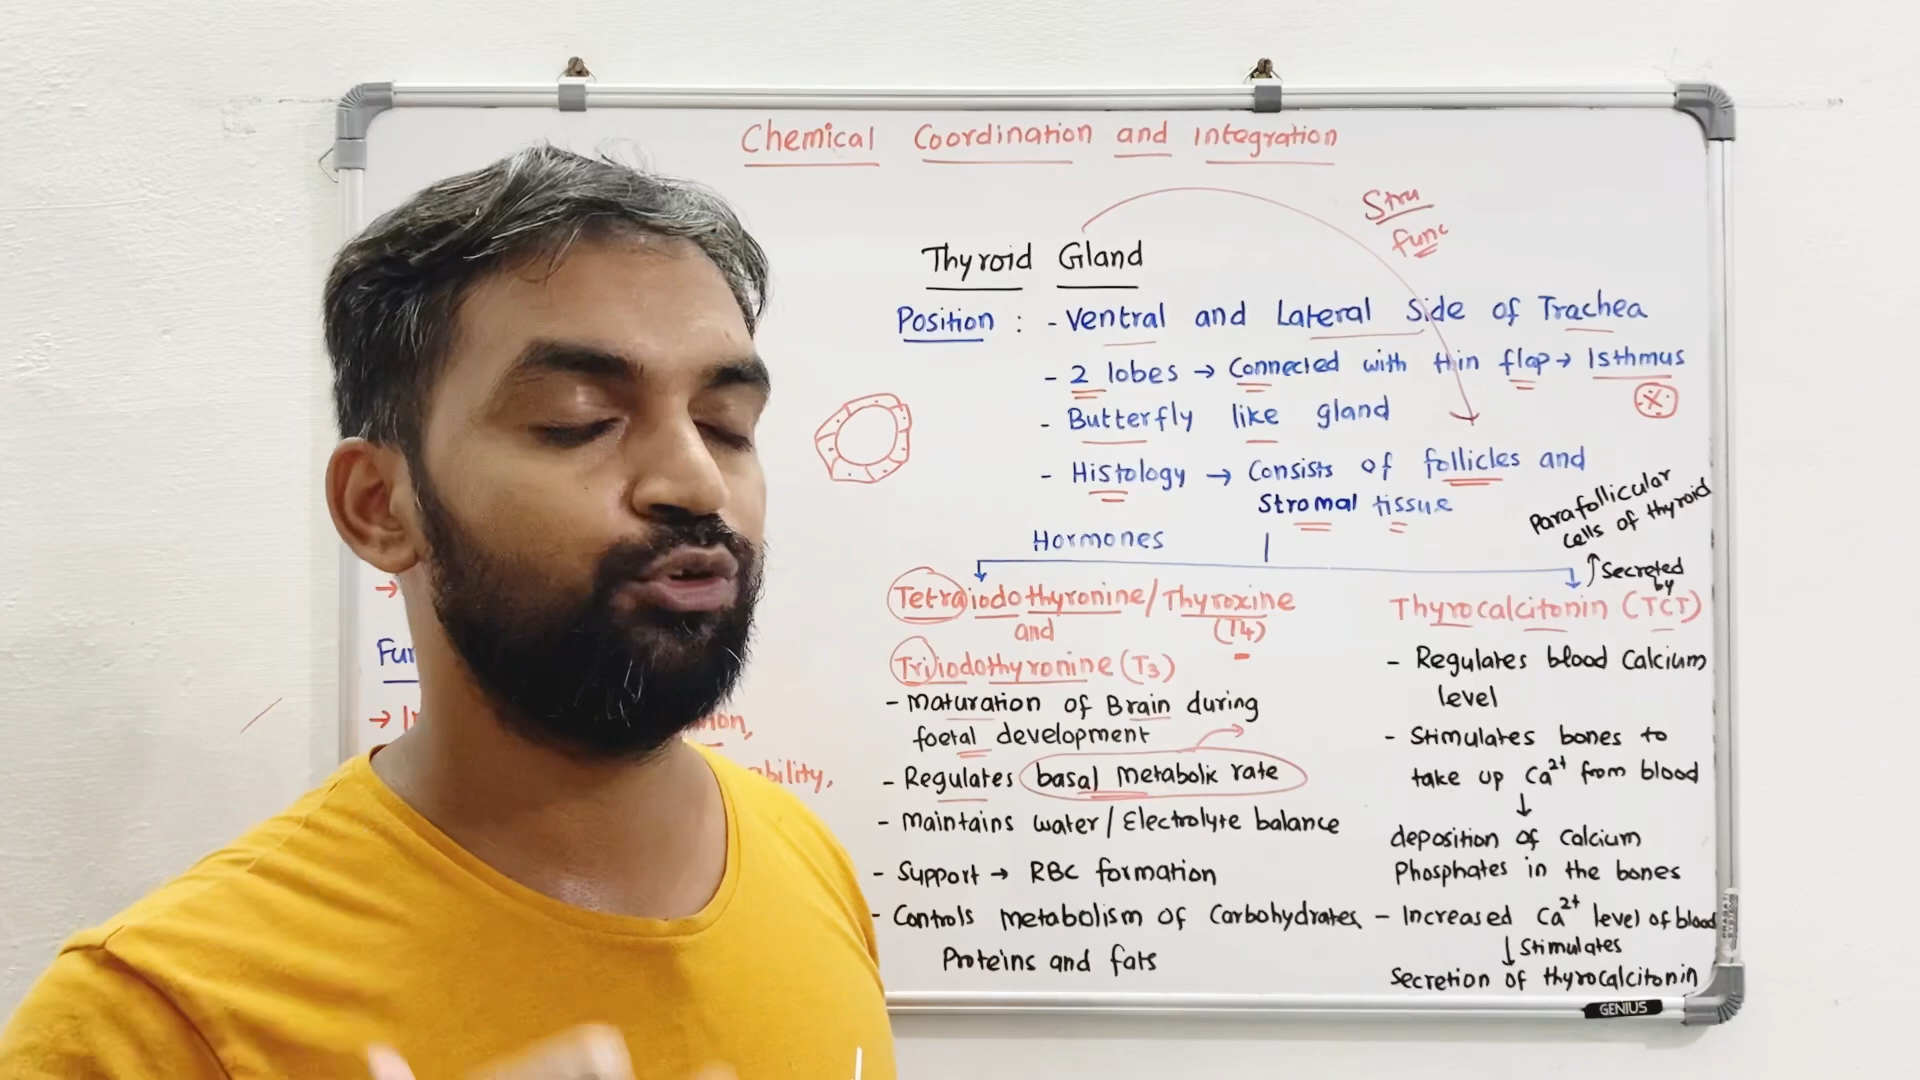 Chemical Coordination and Integration
Stru
func
Thyroid Gland
Position : - Ventral and Lateral Side of Trachea
- 2 lobes → Connected with thin flap → Isthmus
- Butterfly like gland
- Histology → Consists of follicles and
Stromal tissue
Parafollicular
cells of thyroid
↑ Secreted
by
Hormones
Tetraiodothyronine/Thyroxine
and (T4)
Triiodothyronine (T3)
- Maturation of Brain during
foetal development
- Regulates basal metabolic rate
- Maintains water/Electrolyte balance
- Support → RBC formation
- Controls metabolism of Carbohydrates
Proteins and fats
Thyrocalcitonin (TCT)
- Regulates blood Calcium
level
- Stimulates bones to
take up Ca2+ from blood
↓
deposition of calcium
Phosphates in the bones
- Increased Ca2+ level of blood
↓ Stimulates
Secretion of thyrocalcitonin
GENIUS